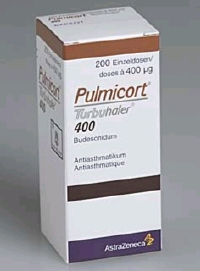 200 Einzeldosen/
doses à 400 µg
Pulmicort®
Turbuhaler®
400
Budesonidum
Antiasthmatikum
Antiasthmatique
AstraZeneca